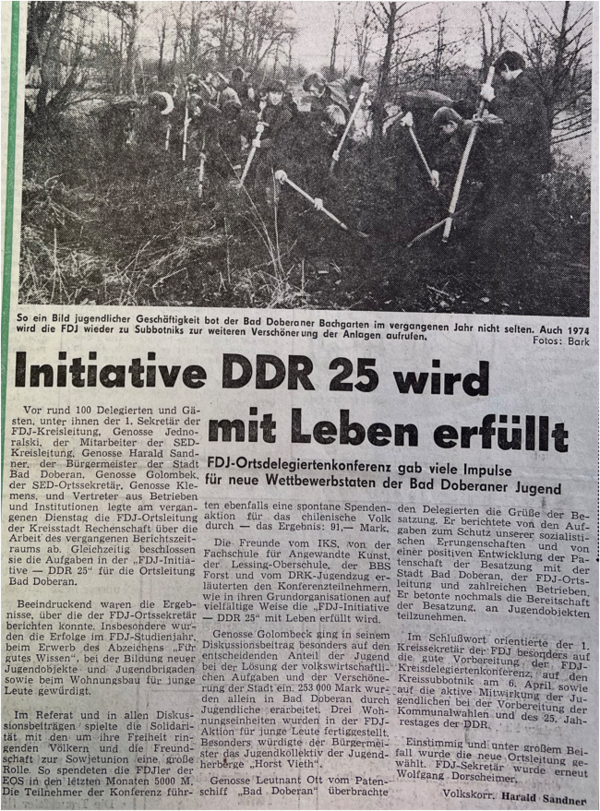 So ein Bild jugendlicher Geschäftigkeit bot der Bad Doberaner Bachgarten im vergangenen Jahr nicht selten. Auch 1974
wird die FDJ wieder zu Subbotniks zur weiteren Verschönerung der Anlagen aufrufen.
Fotos: Bark
Initiative DDR 25 wird
mit Leben erfüllt
FDJ-Ortsdelegiertenkonferenz gab viele Impulse
für neue Wettbewerbstaten der Bad Doberaner Jugend
Vor rund 100 Delegierten und Gä-
sten, unter ihnen der 1. Sekretär der
FDJ-Kreisleitung, Genosse Jedno-
ralski, der Mitarbeiter der SED-
Kreisleitung, Genosse Harald Sand-
ner, der Bürgermeister der Stadt
Bad Doberan, Genosse Golombek,
der SED-Ortssekretär, Genosse Kle-
mens, und Vertreter aus Betrieben
und Institutionen legte am vergan-
genen Dienstag die FDJ-Ortsleitung
der Kreisstadt Rechenschaft über die
Arbeit des vergangenen Berichtszeit-
raums ab. Gleichzeitig beschlossen
sie die Aufgaben in der „FDJ-Initia-
tive — DDR 25" für die Ortsleitung
Bad Doberan.
Beeindruckend waren die Ergeb-
nisse, über die der FDJ-Ortssekretär
berichten konnte. Insbesondere wur-
den die Erfolge im FDJ-Studienjahr,
beim Erwerb des Abzeichens „Für
gutes Wissen", bei der Bildung neuer
Jugendobjekte und Jugendbrigaden
sowie beim Wohnungsbau für junge
Leute gewürdigt.
Im Referat und in allen Diskus-
sionsbeiträgen spielte die Solidari-
tät mit den um ihre Freiheit rin-
genden Völkern und die Freund-
schaft zur Sowjetunion eine große
Rolle. So spendeten die FDJler der
EOS in den letzten Monaten 5000 M.
Die Teilnehmer der Konferenz führ-
ten ebenfalls eine spontane Spenden-
aktion für das chilenische Volk
durch — das Ergebnis: 91,— Mark.
Die Freunde vom IKS, von der
Fachschule für Angewandte Kunst,
der Lessing-Oberschule, der BBS
Forst und vom DRK-Jugendzug er-
läuterten den Konferenzteilnehmern,
wie in ihren Grundorganisationen auf
vielfältige Weise die „FDJ-Initiative
— DDR 25" mit Leben erfüllt wird.
Genosse Golombeck ging in seinem
Diskussionsbeitrag besonders auf den
entscheidenden Anteil der Jugend
bei der Lösung der volkswirtschaftli-
chen Aufgaben und der Verschöne-
rung der Stadt ein. 253 000 Mark wur-
den allein in Bad Doberan durch
Jugendliche erarbeitet. Drei Woh-
nungseinheiten wurden in der FDJ-
Aktion für junge Leute fertiggestellt.
Besonders würdigte der Bürgermei-
ster das Jugendkollektiv der Jugend-
herberge „Horst Vieth".
Genosse Leutnant Ott vom Paten-
schiff „Bad Doberan" überbrachte
den Delegierten die Grüße der Be-
satzung. Er berichtete von den Auf-
gaben zum Schutz unserer sozialisti-
schen Errungenschaften und von
einer positiven Entwicklung der Pa-
tenschaft der Besatzung mit der
Stadt Bad Doberan, der FDJ-Orts-
leitung und zahlreichen Betrieben.
Er betonte nochmals die Bereitschaft
der Besatzung, an Jugendobjekten
teilzunehmen.
Im Schlußwort orientierte der 1.
Kreissekretär der FDJ besonders auf
die gute Vorbereitung der FDJ-
Kreisdelegiertenkonferenz, auf den
Kreissubbotnik am 6. April sowie
auf die aktive Mitwirkung der Ju-
gendlichen bei der Vorbereitung der
Kommunalwahlen und des 25. Jah-
restages der DDR.
Einstimmig und unter großem Bei-
fall wurde die neue Ortsleitung ge-
wählt. FDJ-Sekretär wurde erneut
Wolfgang Dorscheimer.
Volkskorr. Harald Sandner